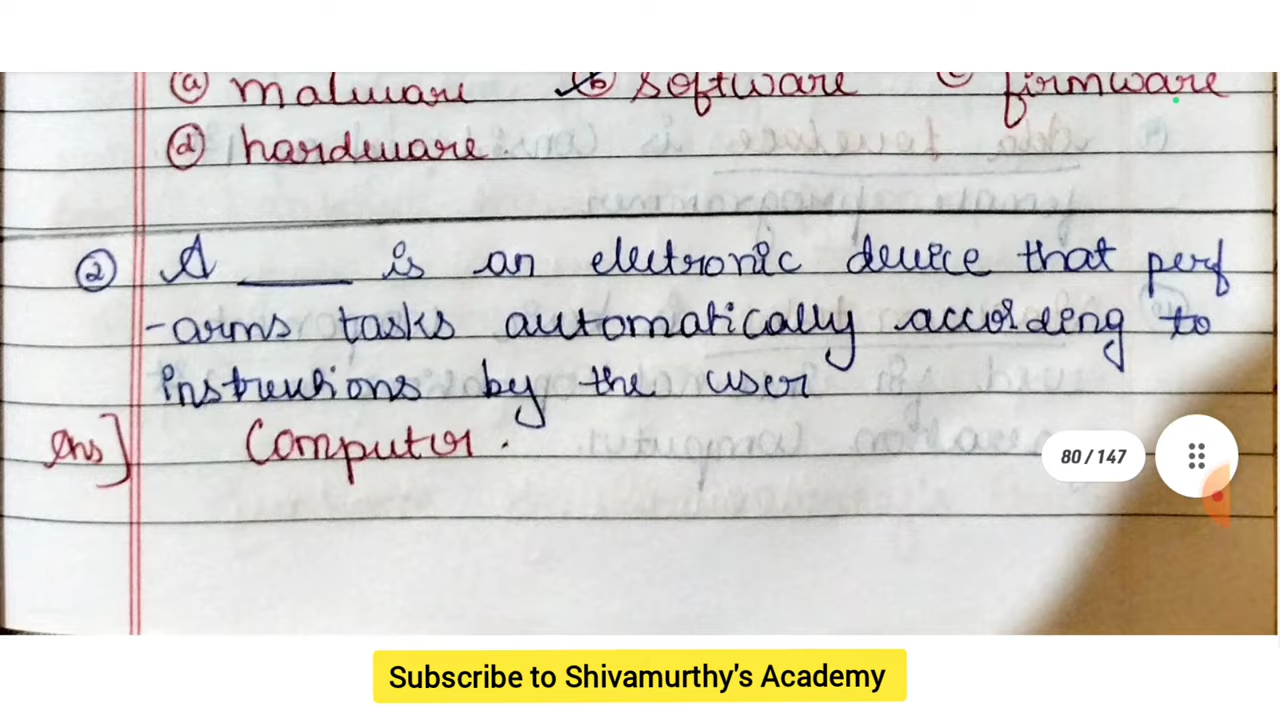 ⓐ malware ⓑ software ⓒ firmware
ⓓ hardware.
② A ____ is an electronic device that perf
-orms tasks automatically according to
instructions by the user
Ans] Computer.
80 / 147
Subscribe to Shivamurthy's Academy